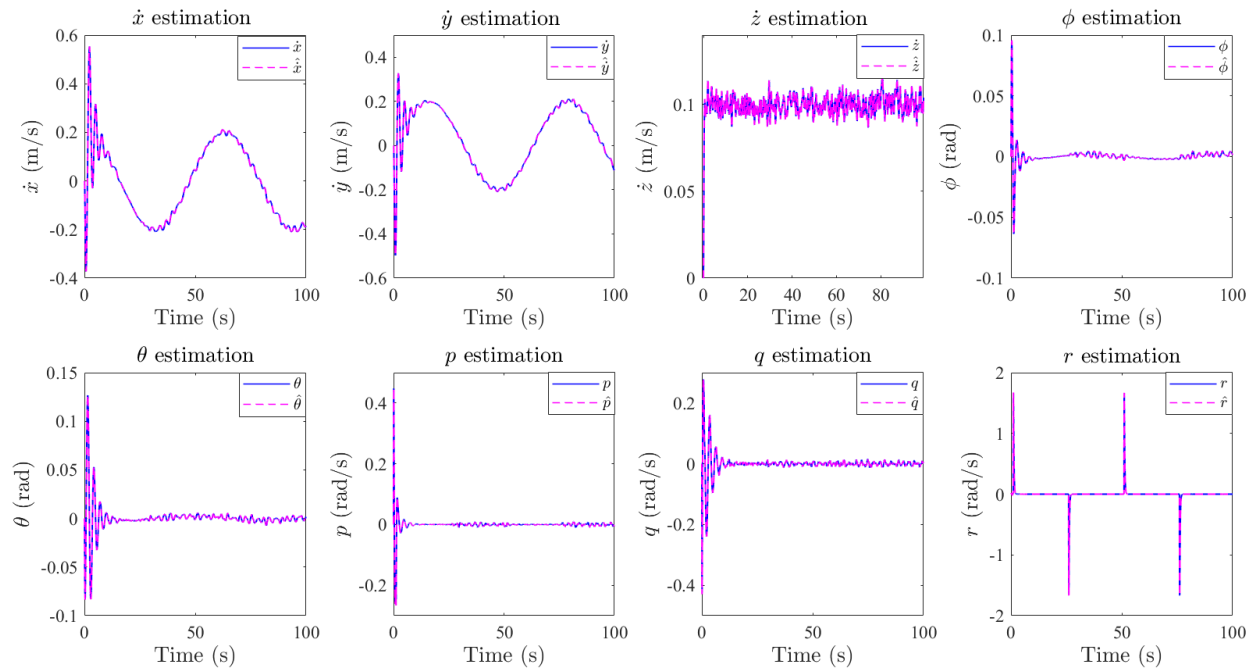 ẋ estimation
0.6
0.4
0.2
0
-0.2
-0.4
ẋ (m/s)
ẋ
ẋ̂
0 50 100
Time (s)
ẏ estimation
0.4
0.2
0
-0.2
-0.4
-0.6
ẏ (m/s)
ẏ
ẏ̂
0 50 100
Time (s)
ż estimation
0.1
0.05
0
ż (m/s)
ż
ż̂
0 20 40 60 80
Time (s)
ϕ estimation
0.1
0.05
0
-0.05
-0.1
ϕ (rad)
ϕ
ϕ̂
0 50 100
Time (s)
θ estimation
0.15
0.1
0.05
0
-0.05
-0.1
θ (rad)
θ
θ̂
0 50 100
Time (s)
p estimation
0.4
0.2
0
-0.2
p (rad/s)
p
p̂
0 50 100
Time (s)
q estimation
0.2
0
-0.2
-0.4
q (rad/s)
q
q̂
0 50 100
Time (s)
r estimation
2
1
0
-1
-2
r (rad/s)
r
r̂
0 50 100
Time (s)